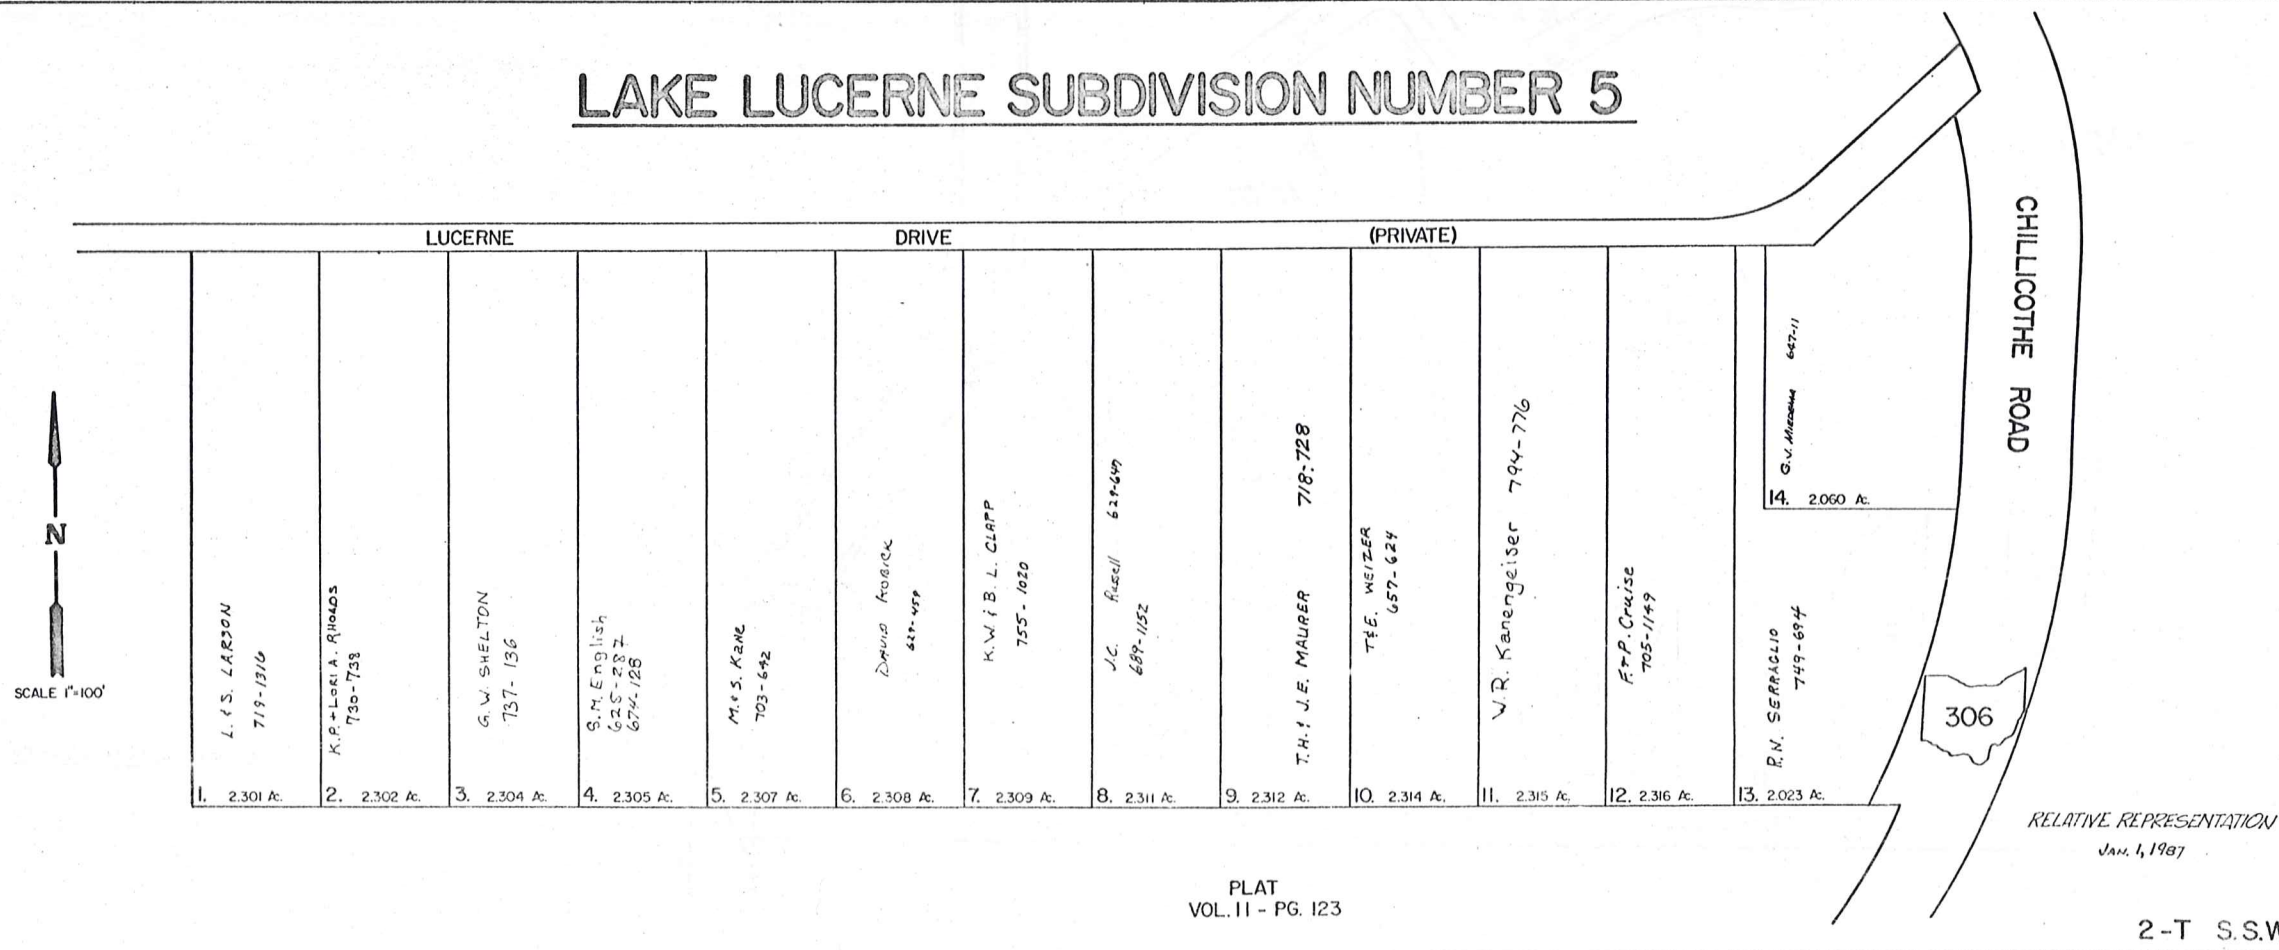 LAKE LUCERNE SUBDIVISION NUMBER 5
LUCERNE DRIVE (PRIVATE)
CHILLICOTHE ROAD
N
SCALE 1"=100'
L. & S. LARSON
719-1316
1. 2.301 Ac.
K.P. + LORI A. RHOADS
730-738
2. 2.302 Ac.
G.W. SHELTON
737-136
3. 2.304 Ac.
S.M. English
625-287
674-128
4. 2.305 Ac.
M. & S. Kane
703-642
5. 2.307 Ac.
DAVID KOBICK
629-459
6. 2.308 Ac.
K.W. & B.L. CLAPP
755-1020
7. 2.309 Ac.
J.C. Russell 629-647
689-1152
8. 2.311 Ac.
T.H. & J.E. MAURER 718-728
9. 2.312 Ac.
T & E. WEIZER
657-624
10. 2.314 Ac.
W.R. Kanengeiser 794-776
11. 2.315 Ac.
F. + P. Cruise
705-1149
12. 2.316 Ac.
R.N. SERRAGLIO
749-694
13. 2.023 Ac.
G.V. 647-11
14. 2.060 Ac.
306
RELATIVE REPRESENTATION
JAN. 1, 1987
PLAT
VOL. 11 - PG. 123
2-T S.S.W